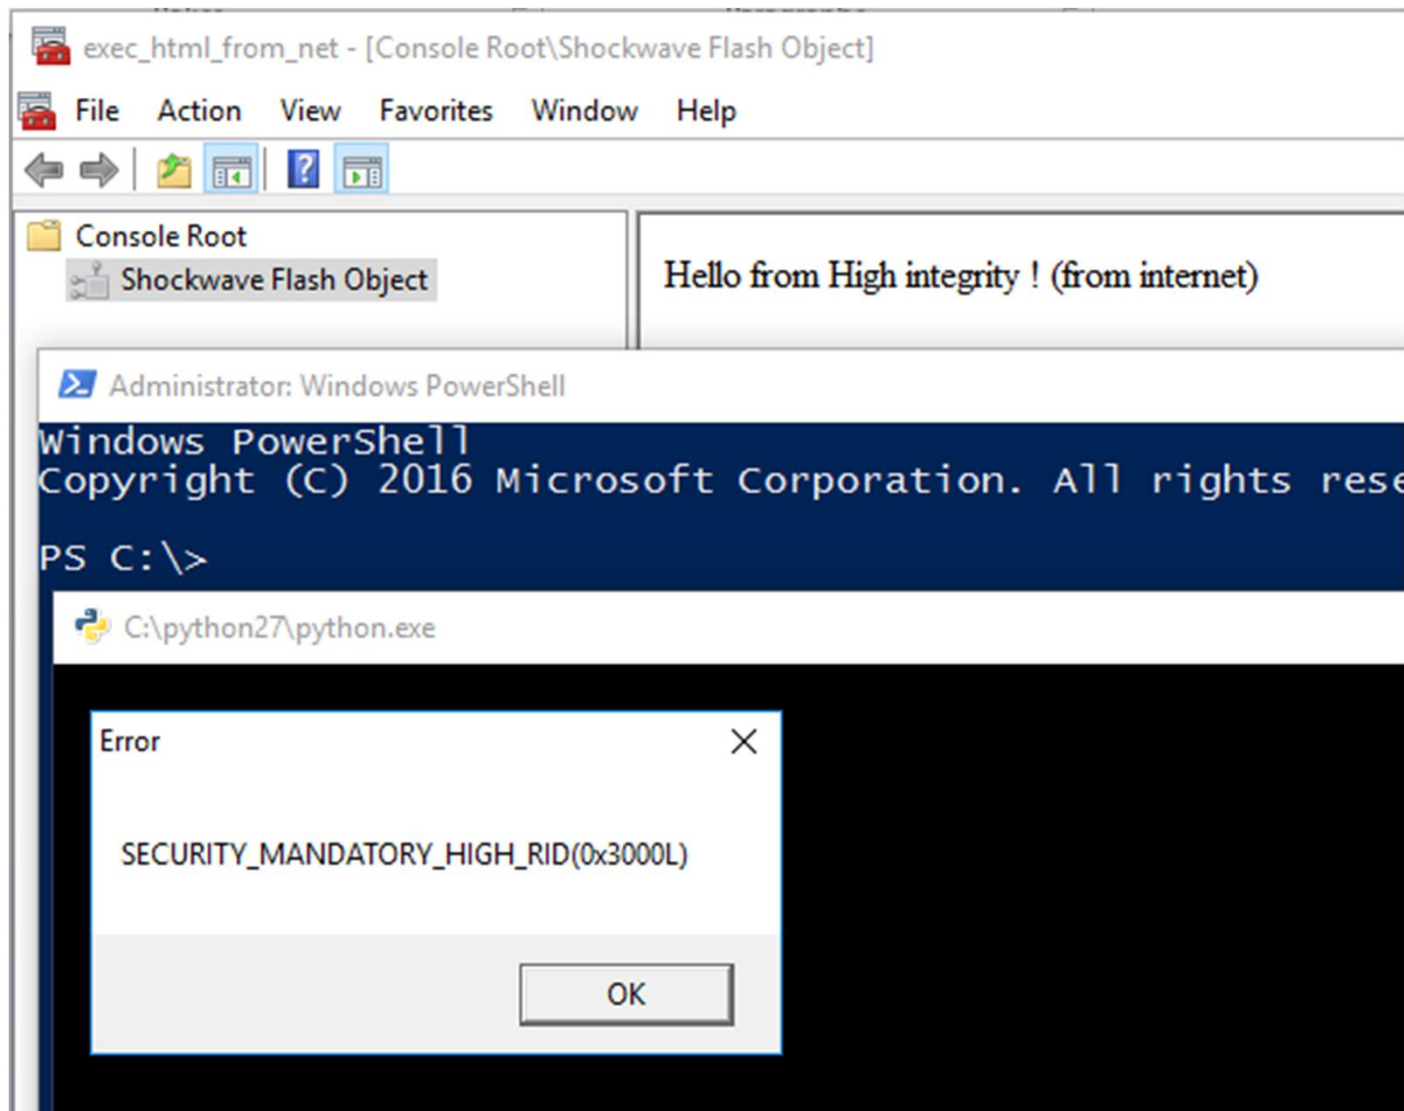 exec_html_from_net - [Console Root\Shockwave Flash Object]
File Action View Favorites Window Help
Console Root
Shockwave Flash Object
Hello from High integrity ! (from internet)
Administrator: Windows PowerShell
Windows PowerShell
Copyright (C) 2016 Microsoft Corporation. All rights rese
PS C:\>
C:\python27\python.exe
Error
SECURITY_MANDATORY_HIGH_RID(0x3000L)
OK